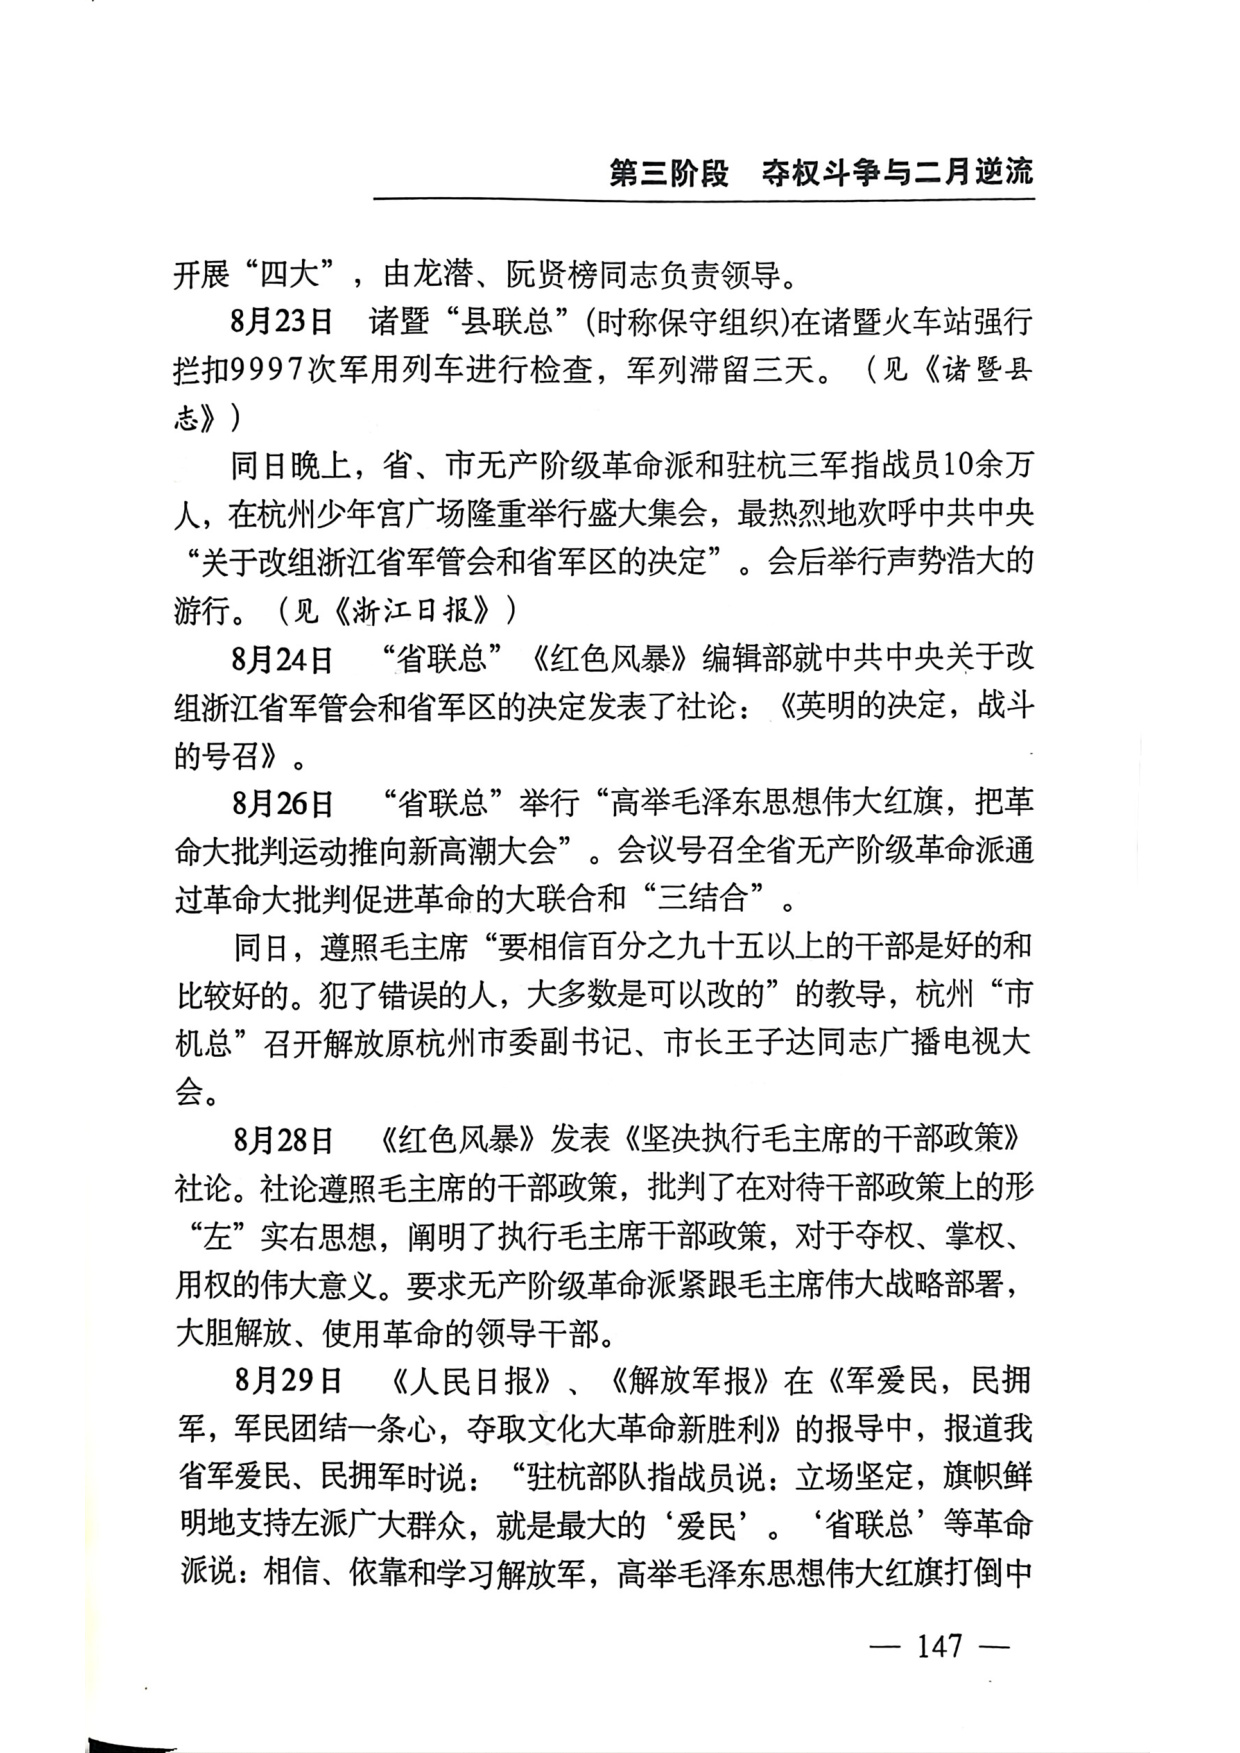 第三阶段　夺权斗争与二月逆流
开展“四大”，由龙潜、阮贤榜同志负责领导。
8月23日　诸暨“县联总”(时称保守组织)在诸暨火车站强行
拦扣9997次军用列车进行检查，军列滞留三天。（见《诸暨县
志》）
同日晚上，省、市无产阶级革命派和驻杭三军指战员10余万
人，在杭州少年宫广场隆重举行盛大集会，最热烈地欢呼中共中央
“关于改组浙江省军管会和省军区的决定”。会后举行声势浩大的
游行。（见《浙江日报》）
8月24日　“省联总”《红色风暴》编辑部就中共中央关于改
组浙江省军管会和省军区的决定发表了社论：《英明的决定，战斗
的号召》。
8月26日　“省联总”举行“高举毛泽东思想伟大红旗，把革
命大批判运动推向新高潮大会”。会议号召全省无产阶级革命派通
过革命大批判促进革命的大联合和“三结合”。
同日，遵照毛主席“要相信百分之九十五以上的干部是好的和
比较好的。犯了错误的人，大多数是可以改的”的教导，杭州“市
机总”召开解放原杭州市委副书记、市长王子达同志广播电视大
会。
8月28日　《红色风暴》发表《坚决执行毛主席的干部政策》
社论。社论遵照毛主席的干部政策，批判了在对待干部政策上的形
“左”实右思想，阐明了执行毛主席干部政策，对于夺权、掌权、
用权的伟大意义。要求无产阶级革命派紧跟毛主席伟大战略部署，
大胆解放、使用革命的领导干部。
8月29日　《人民日报》、《解放军报》在《军爱民，民拥
军，军民团结一条心，夺取文化大革命新胜利》的报导中，报道我
省军爱民、民拥军时说：“驻杭部队指战员说：立场坚定，旗帜鲜
明地支持左派广大群众，就是最大的‘爱民’。‘省联总’等革命
派说：相信、依靠和学习解放军，高举毛泽东思想伟大红旗打倒中
— 147 —